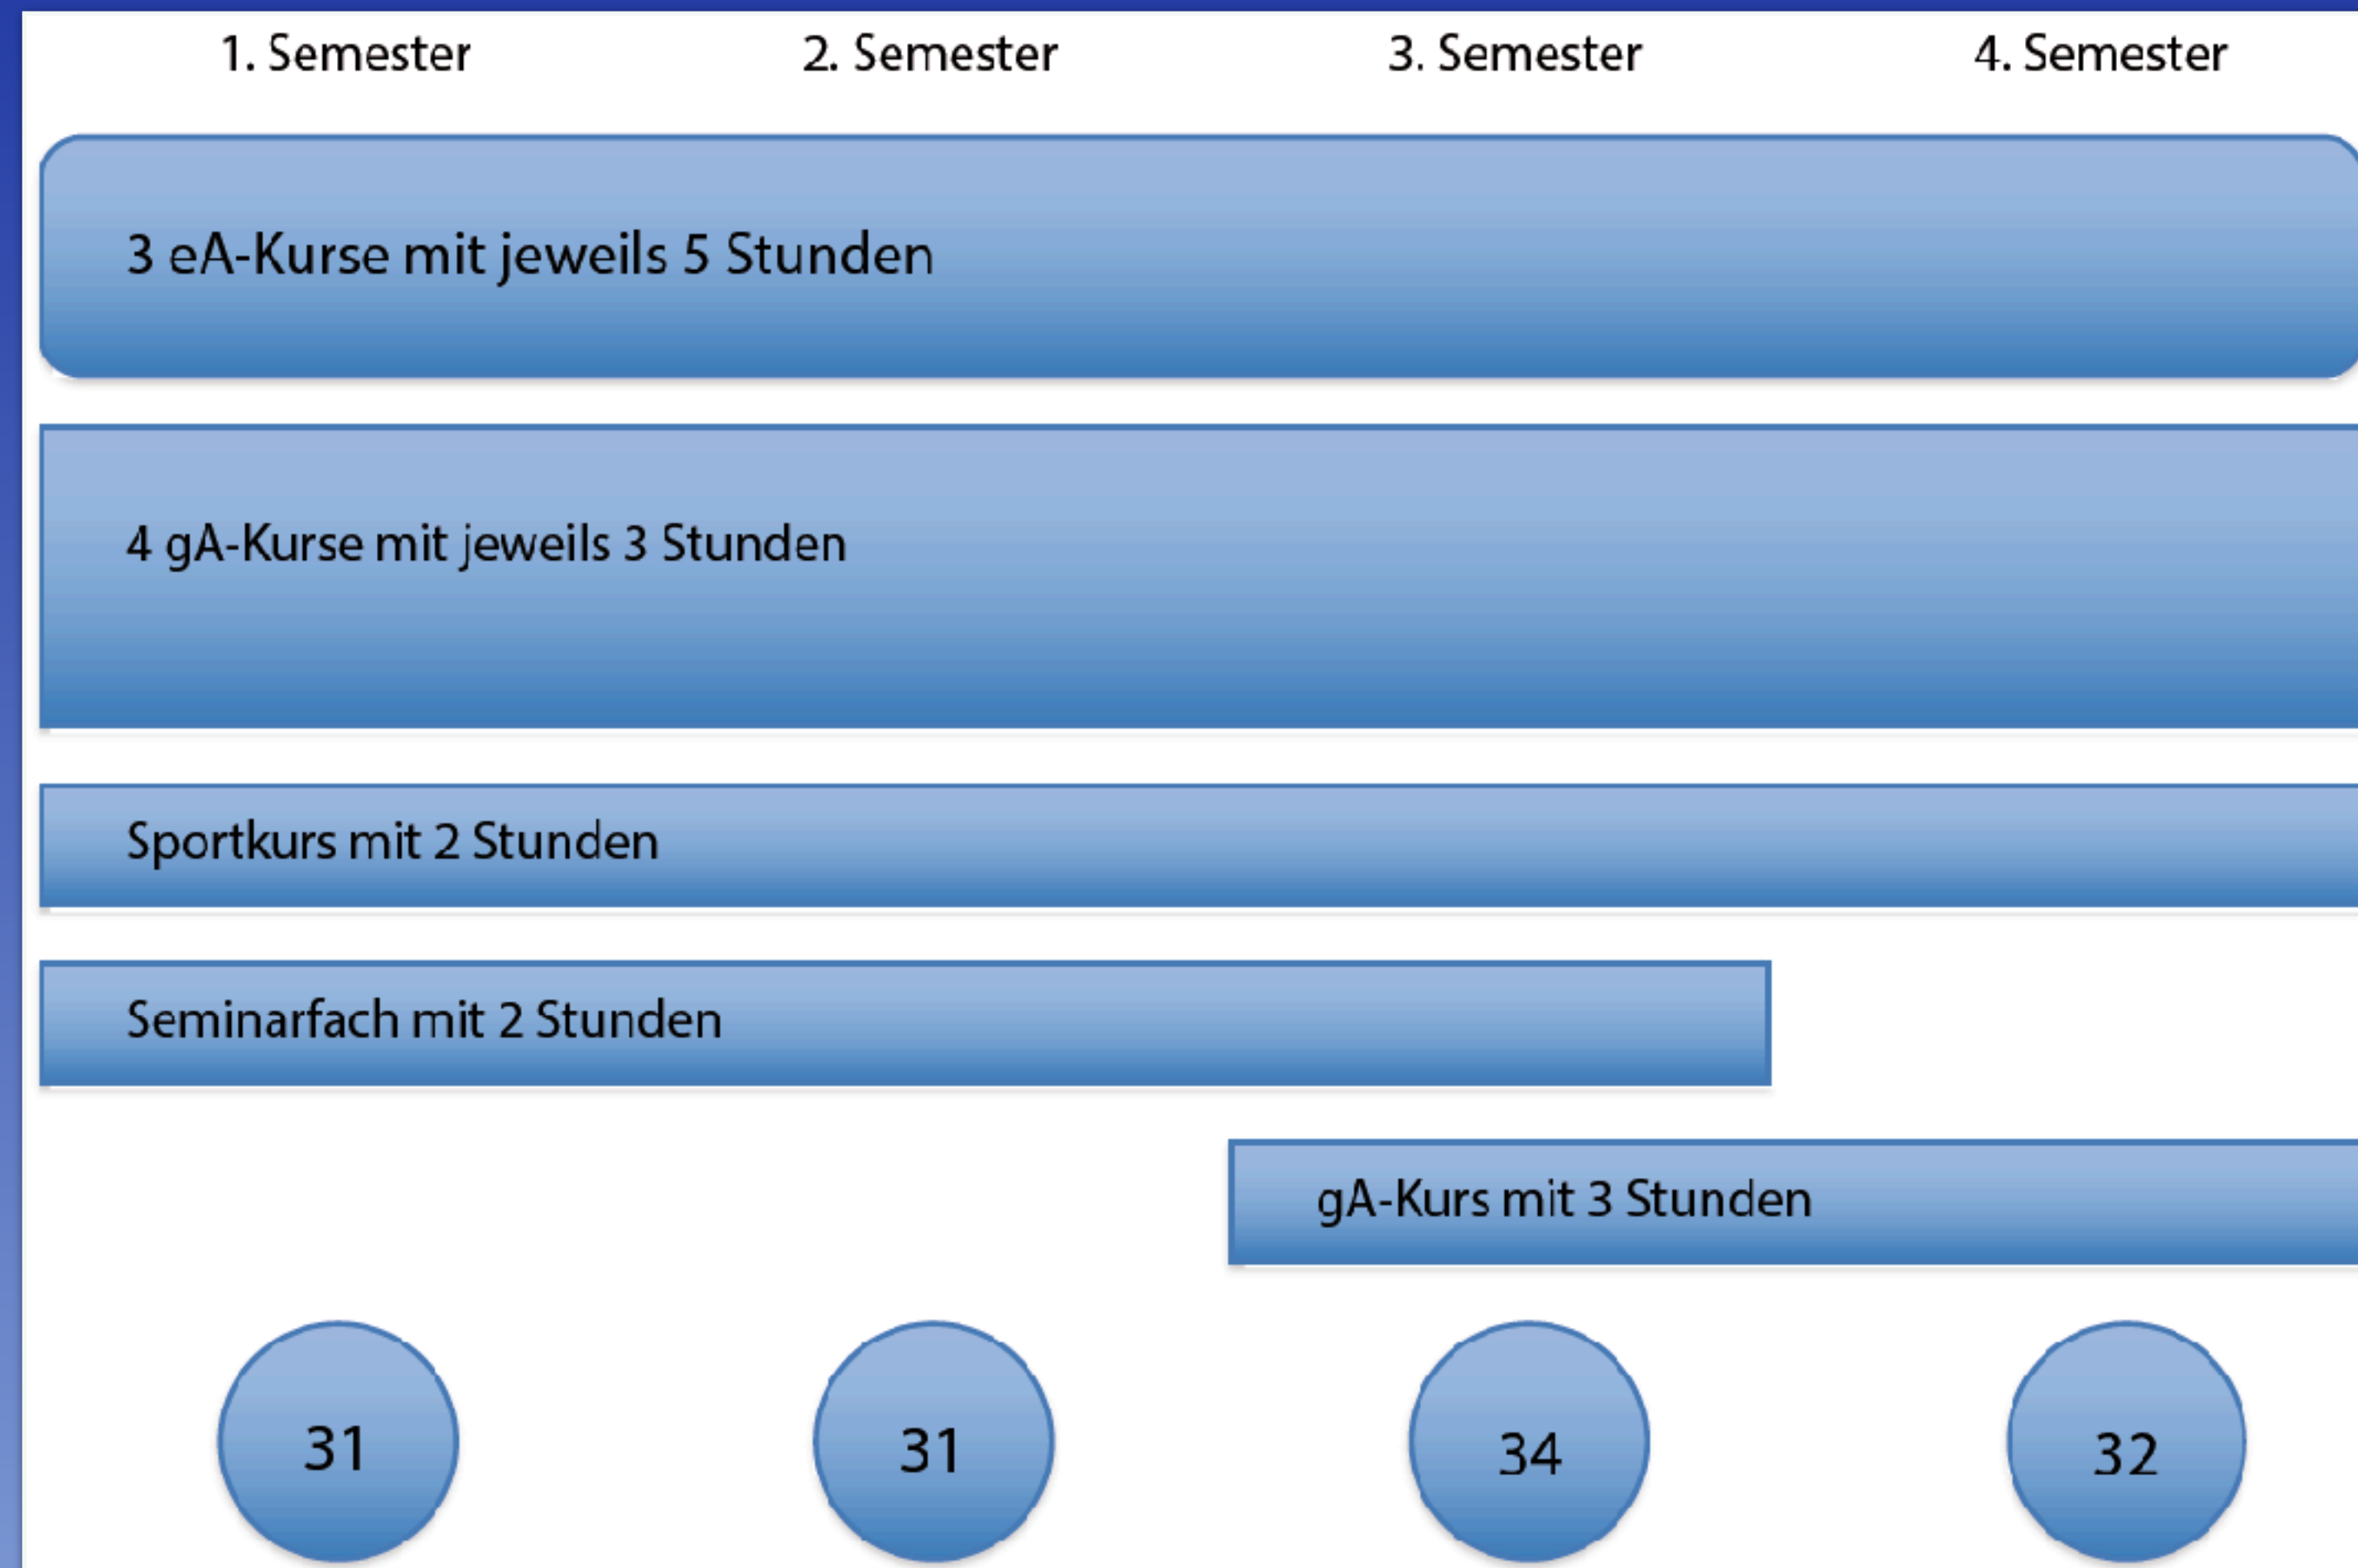 1. Semester 2. Semester 3. Semester 4. Semester
3 eA-Kurse mit jeweils 5 Stunden
4 gA-Kurse mit jeweils 3 Stunden
Sportkurs mit 2 Stunden
Seminarfach mit 2 Stunden
gA-Kurs mit 3 Stunden
31 31 34 32